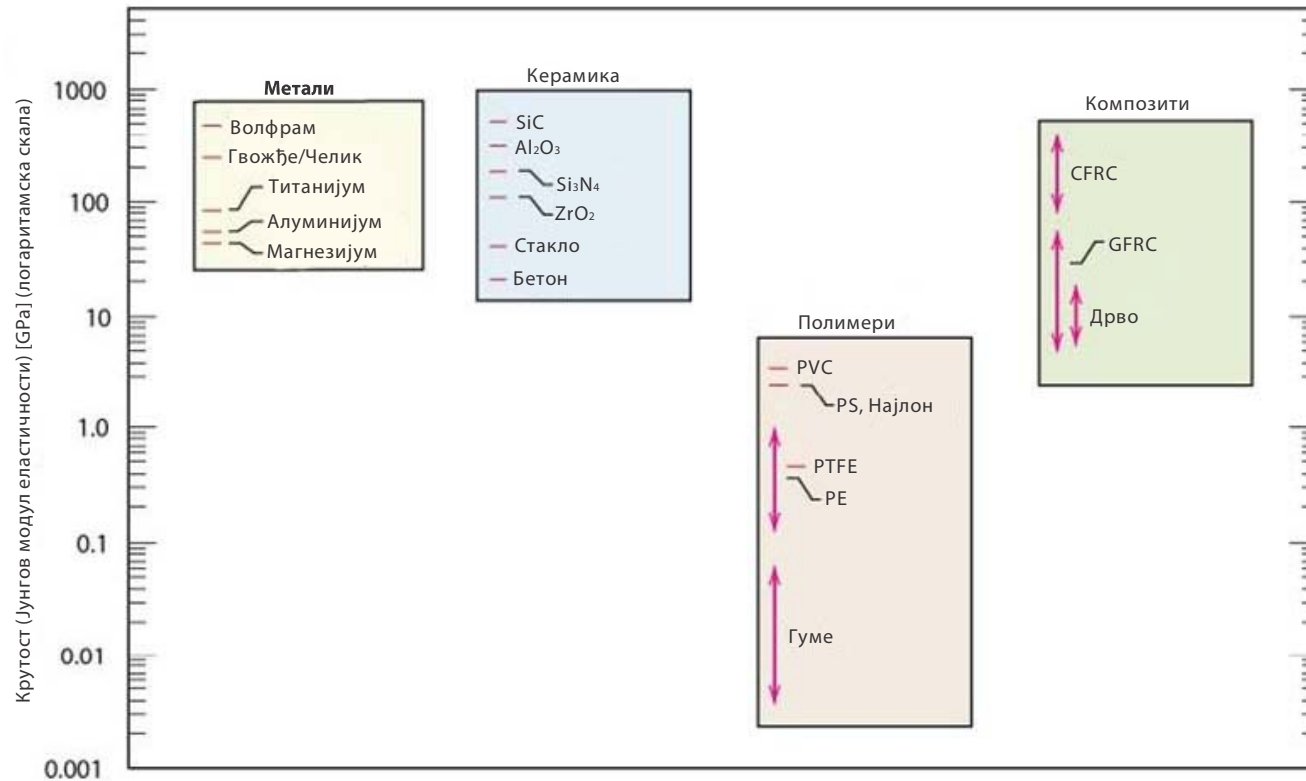 Крутост (Јунгов модул еластичности) [GPa] (логаритамска скала)
1000
100
10
1.0
0.1
0.01
0.001
Метали
Волфрам
Гвожђе/Челик
Титанијум
Алуминијум
Магнезијум
Керамика
SiC
Al₂O₃
Si₃N₄
ZrO₂
Стакло
Бетон
Полимери
PVC
PS, Најлон
PTFE
PE
Гуме
Композити
CFRC
GFRC
Дрво